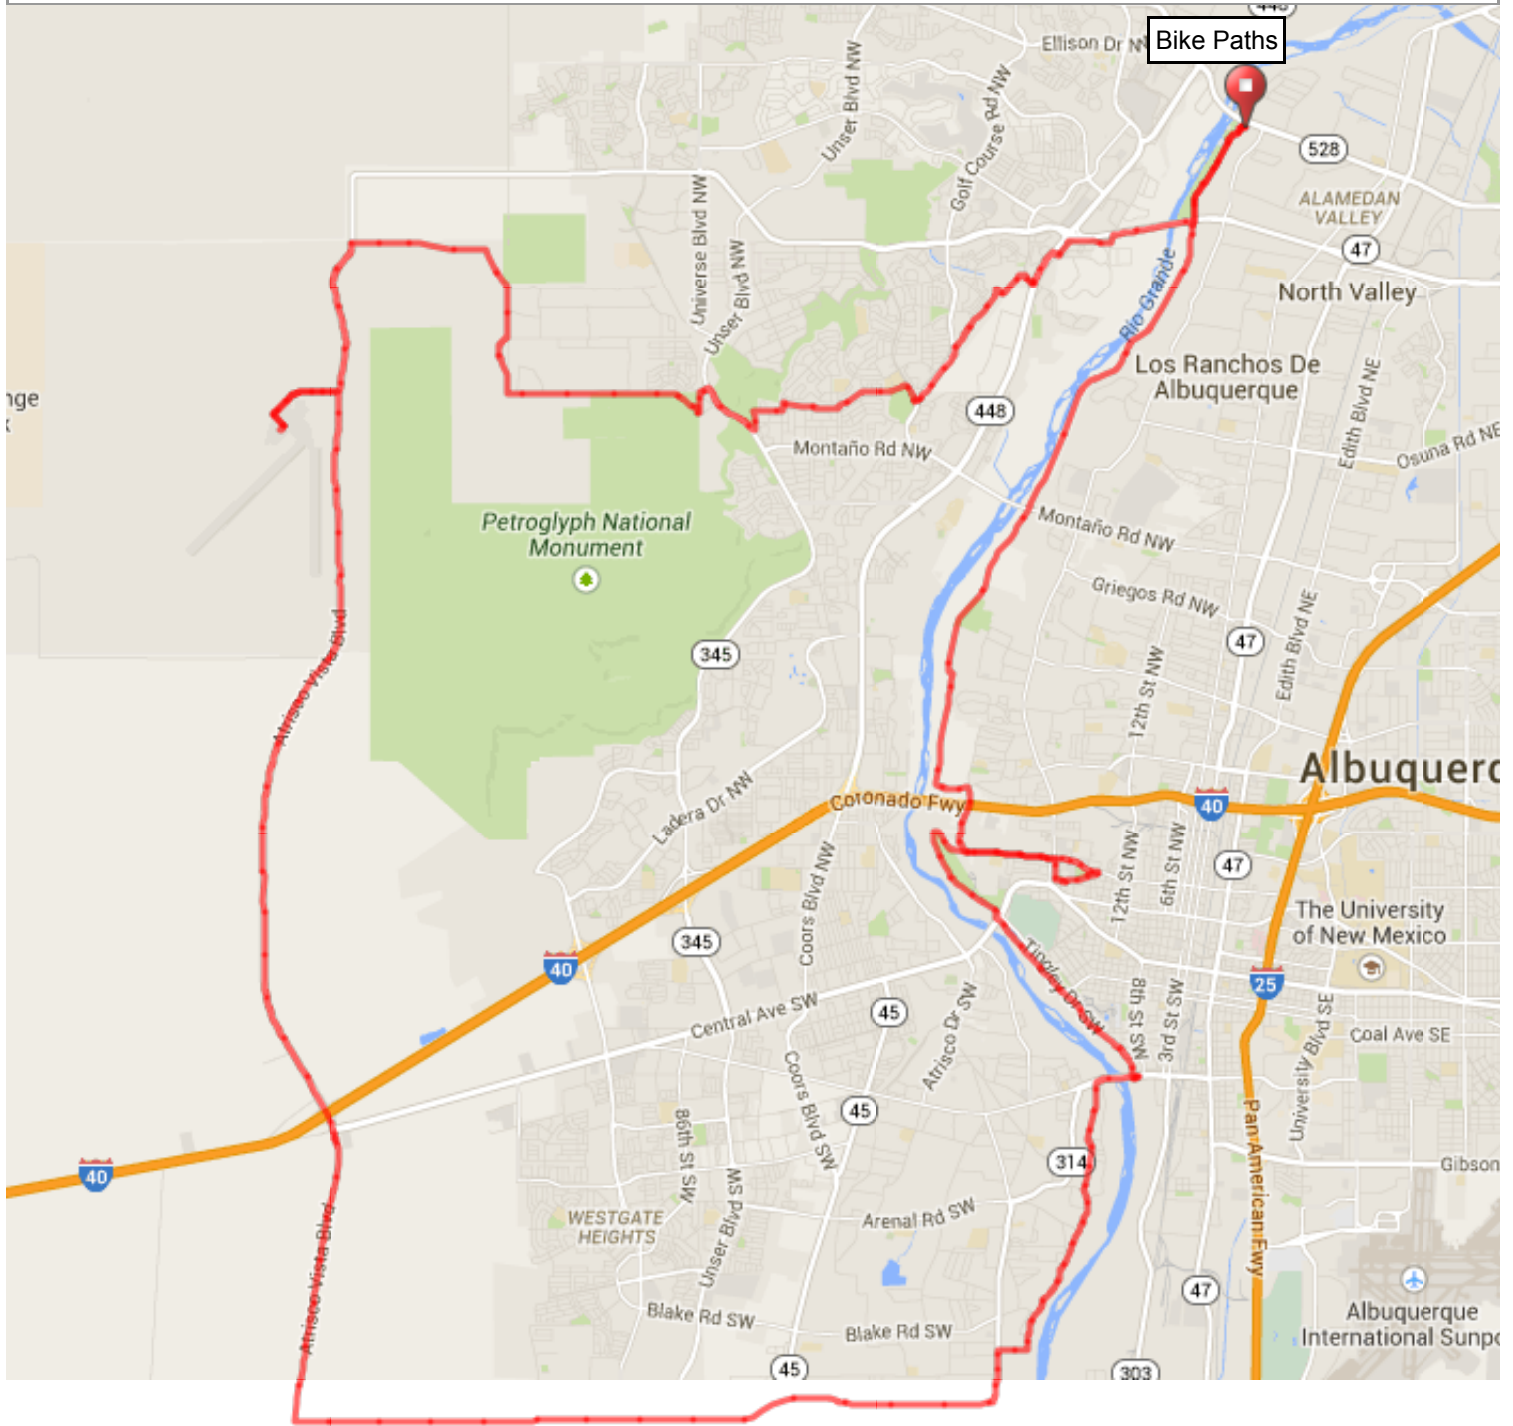 448
Ellison Dr N
Bike Paths
Unser Blvd NW
Golf Course Rd NW
528
ALAMEDAN
VALLEY
47
Universe Blvd NW
Unser Blvd NW
Rio Grande
North Valley
Los Ranchos De
Albuquerque
nge
448
Edith Blvd NE
Osuna Rd NE
Montaño Rd NW
Petroglyph National
Monument
Montaño Rd NW
Griegos Rd NW
Edith Blvd NE
47
345
Atrisco Vista Blvd
12th St NW
Albuquerq
Coronado Fwy
40
Ladera Dr NW
Coors Blvd NW
12th St NW
6th St NW
47
The University
of New Mexico
345
40
Tingley Dr SW
25
Central Ave SW
45
Atrisco Dr SW
8th St SW
3rd St SW
University Blvd SE
Coal Ave SE
Coors Blvd SW
45
86th St SW
Pan American Fwy
40
314
Gibson
Unser Blvd SW
WESTGATE
HEIGHTS
Arenal Rd SW
Atrisco Vista Blvd
47
Albuquerque
International Sunpo
Blake Rd SW
Blake Rd SW
45
303